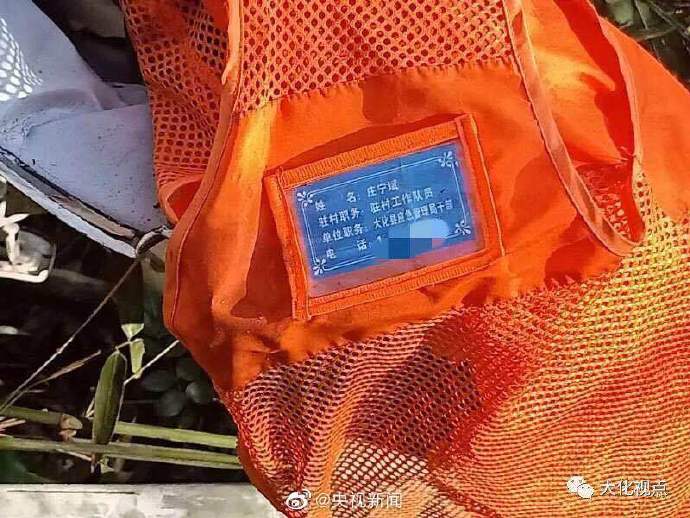 姓 名：庄宁斌
驻村职务：驻村工作队员
单位职务：大化县应急管理局干部
电 话：1
@央视新闻
大化视点